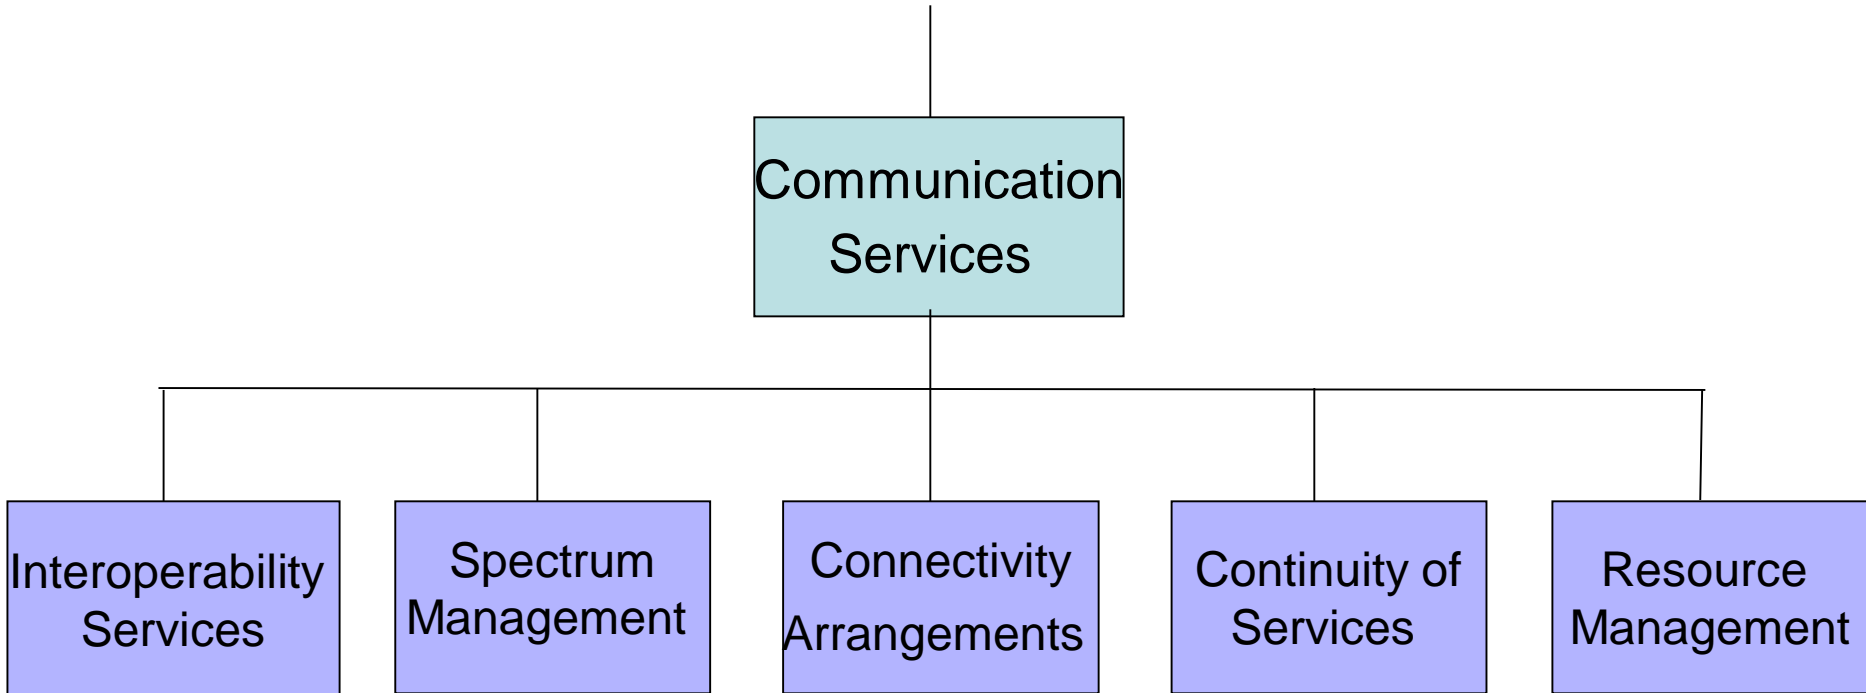 Communication
Services
Interoperability
Services
Spectrum
Management
Connectivity
Arrangements
Continuity of
Services
Resource
Management